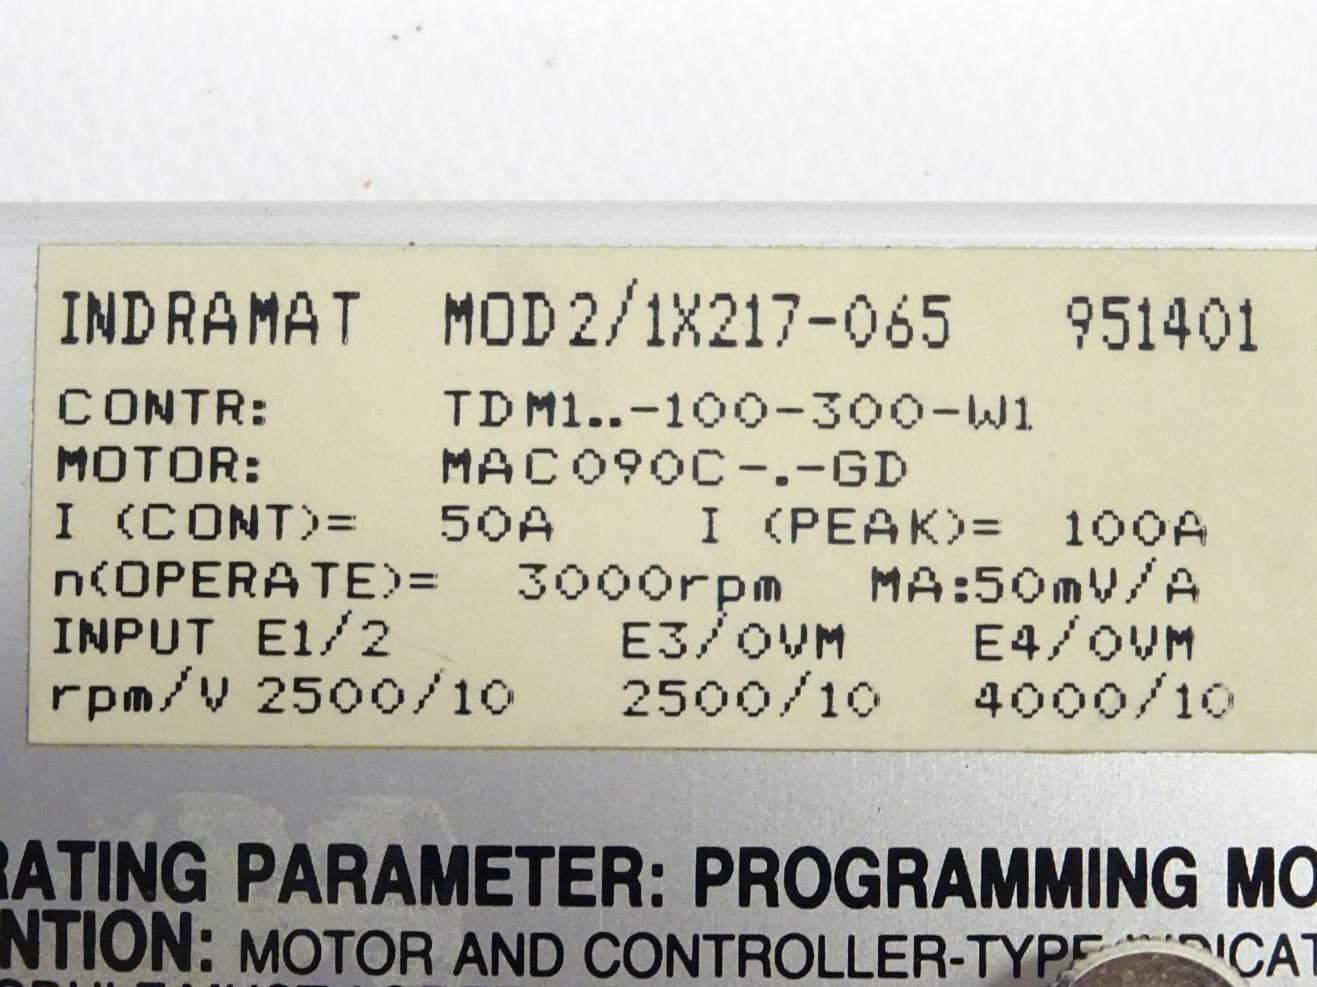 INDRAMAT MOD2/1X217-065 951401
CONTR: TDM1..-100-300-W1
MOTOR: MAC090C-.-GD
I (CONT)= 50A I (PEAK)= 100A
n(OPERATE)= 3000rpm MA:50mV/A
INPUT E1/2 E3/0VM E4/0VM
rpm/V 2500/10 2500/10 4000/10
RATING PARAMETER: PROGRAMMING MO
NTION: MOTOR AND CONTROLLER-TYPE